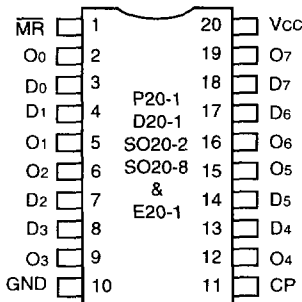 M̅R̅ 1 20 VCC
O0 2 19 O7
D0 3 18 D7
D1 4 P20-1 17 D6
D20-1
O1 5 SO20-2 16 O6
O2 6 SO20-8 15 O5
D2 7 & 14 D5
D3 8 E20-1 13 D4
O3 9 12 O4
GND 10 11 CP